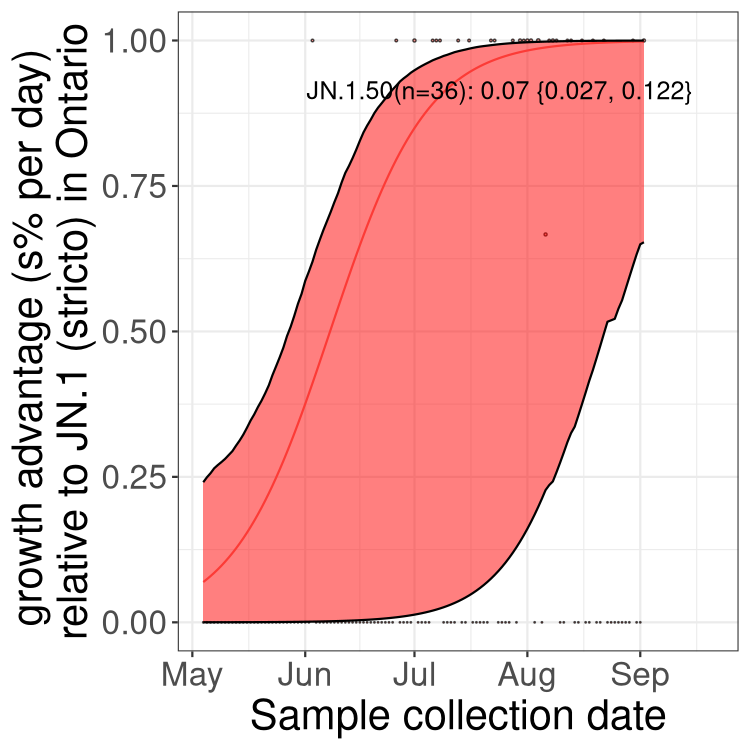 growth advantage (s% per day)
relative to JN.1 (stricto) in Ontario
1.00
0.75
0.50
0.25
0.00
JN.1.50(n=36): 0.07 {0.027, 0.122}
May Jun Jul Aug Sep
Sample collection date